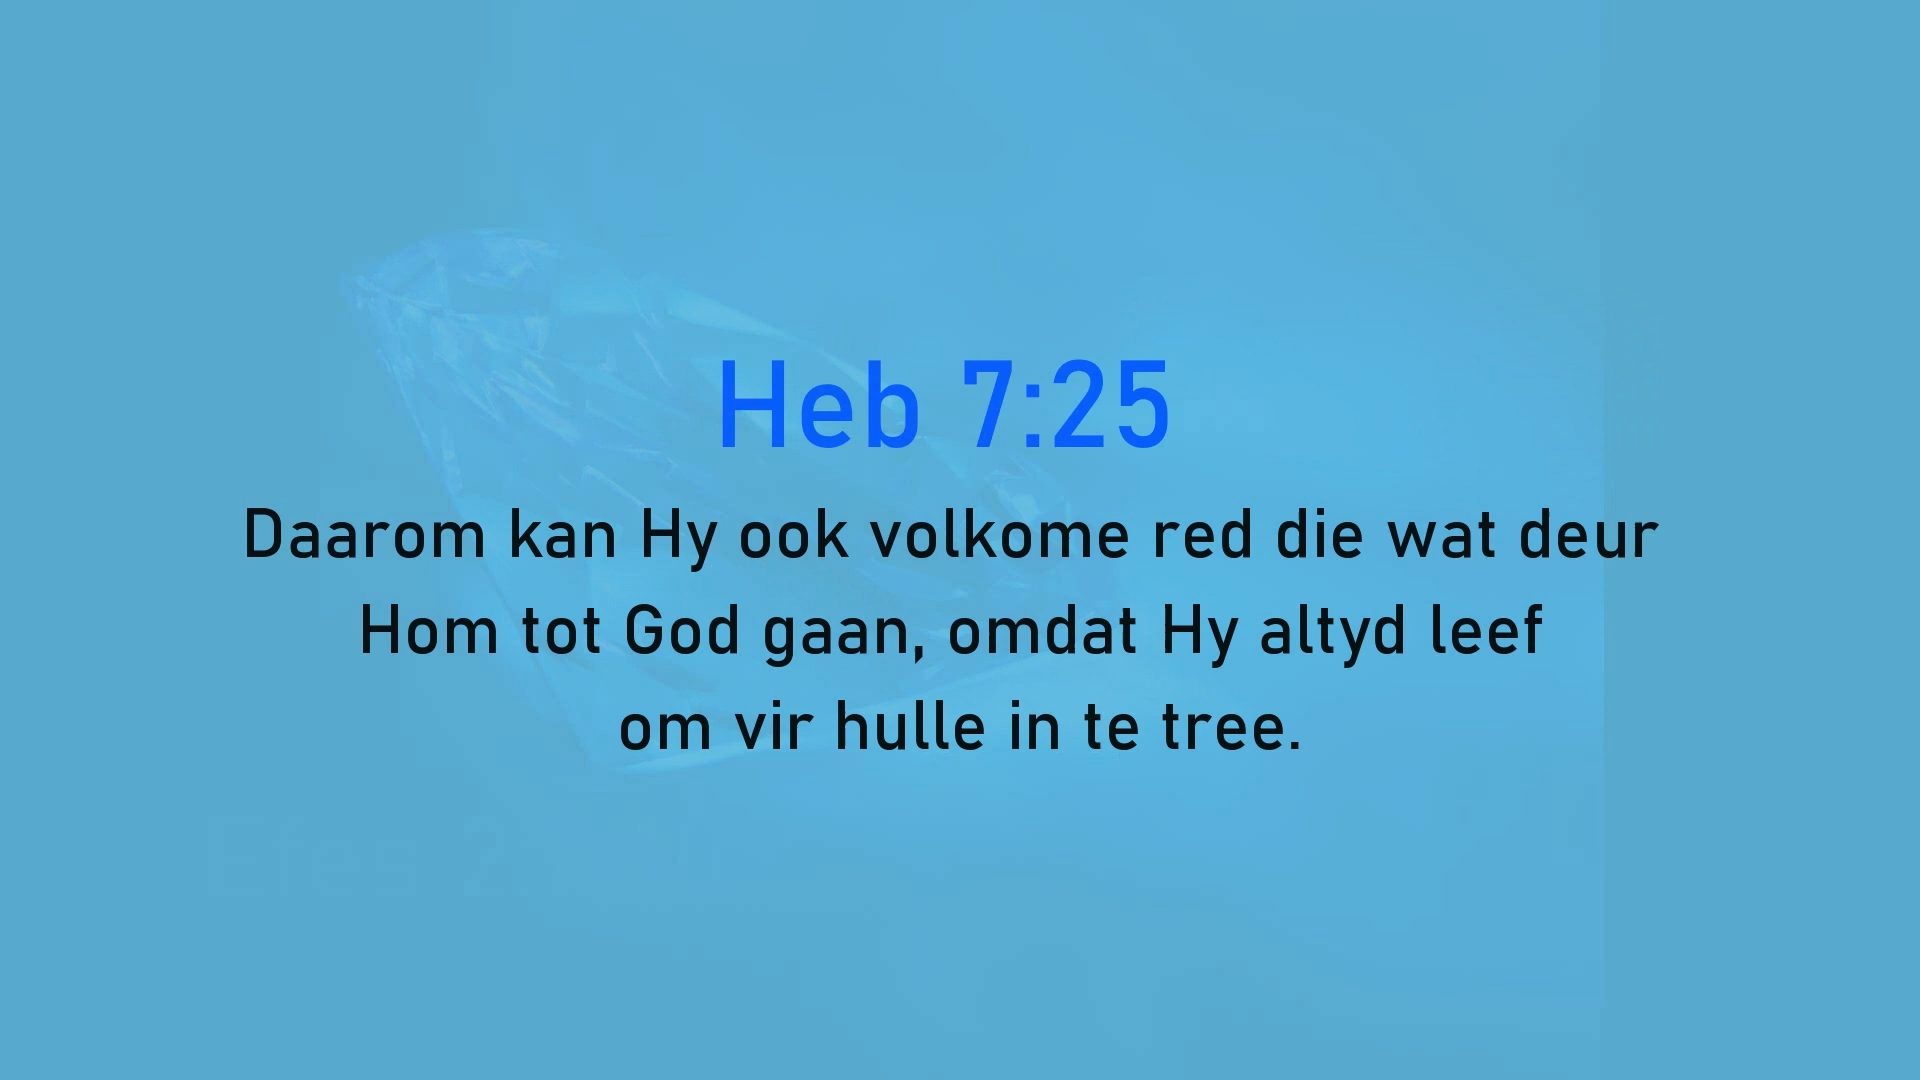 Heb 7:25
Daarom kan Hy ook volkome red die wat deur
Hom tot God gaan, omdat Hy altyd leef
om vir hulle in te tree.